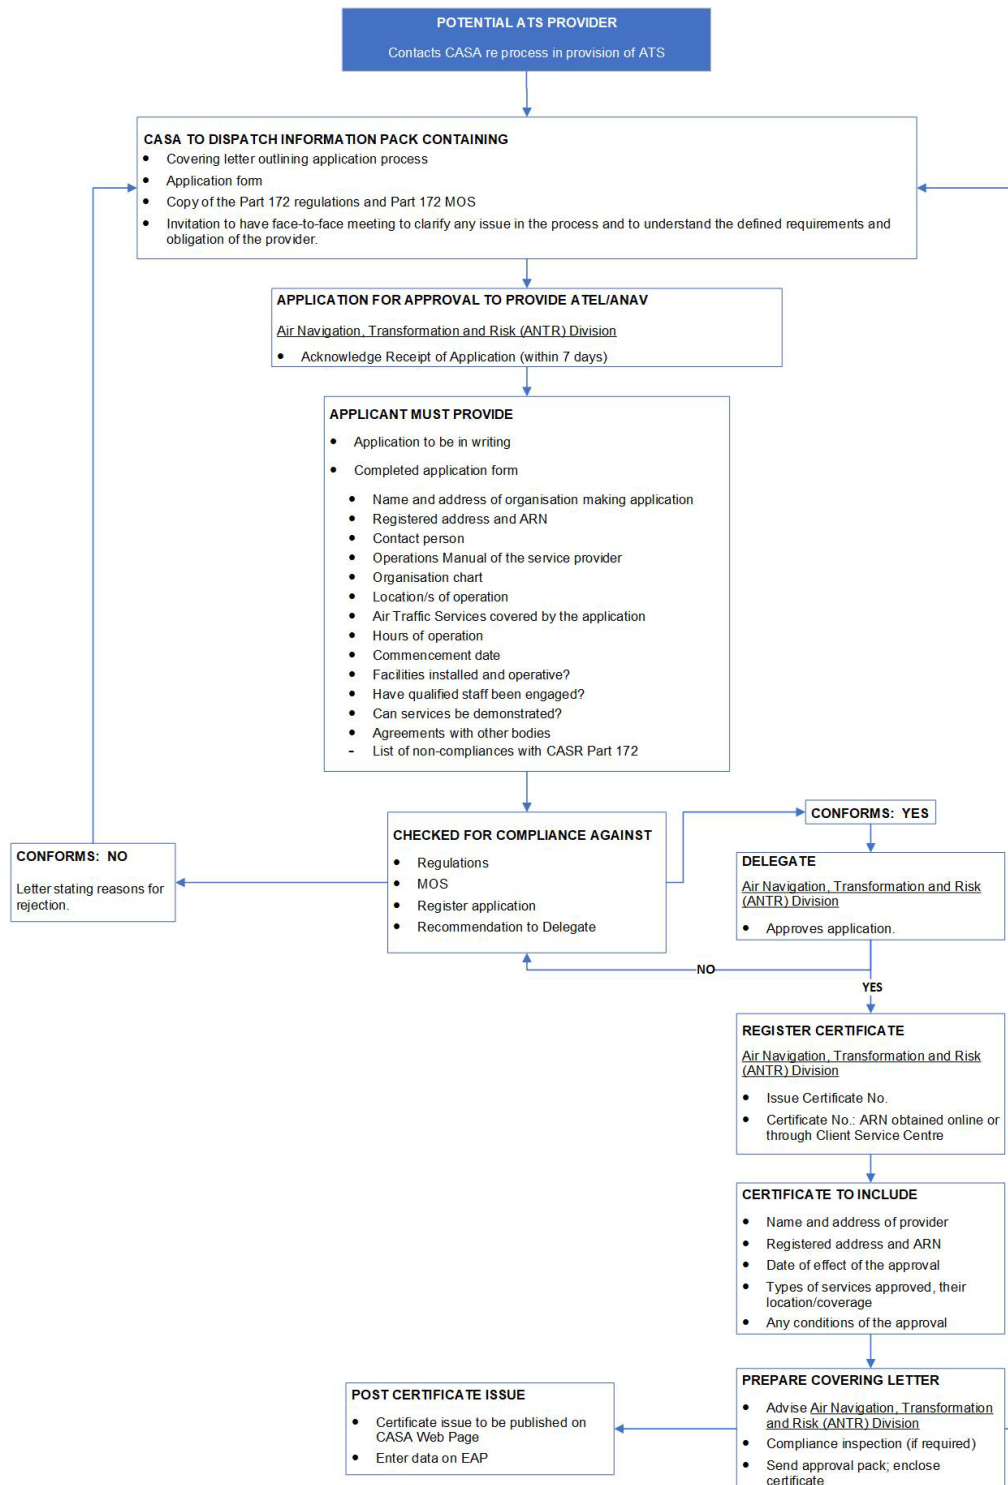 POTENTIAL ATS PROVIDER
Contacts CASA re process in provision of ATS
CASA TO DISPATCH INFORMATION PACK CONTAINING
• Covering letter outlining application process
• Application form
• Copy of the Part 172 regulations and Part 172 MOS
• Invitation to have face-to-face meeting to clarify any issue in the process and to understand the defined requirements and
obligation of the provider.
APPLICATION FOR APPROVAL TO PROVIDE ATEL/ANAV
Air Navigation, Transformation and Risk (ANTR) Division
• Acknowledge Receipt of Application (within 7 days)
APPLICANT MUST PROVIDE
• Application to be in writing
• Completed application form
• Name and address of organisation making application
• Registered address and ARN
• Contact person
• Operations Manual of the service provider
• Organisation chart
• Location/s of operation
• Air Traffic Services covered by the application
• Hours of operation
• Commencement date
• Facilities installed and operative?
• Have qualified staff been engaged?
• Can services be demonstrated?
• Agreements with other bodies
- List of non-compliances with CASR Part 172
CHECKED FOR COMPLIANCE AGAINST
• Regulations
• MOS
• Register application
• Recommendation to Delegate
CONFORMS: NO
Letter stating reasons for
rejection.
CONFORMS: YES
DELEGATE
Air Navigation, Transformation and Risk
(ANTR) Division
• Approves application.
NO
YES
REGISTER CERTIFICATE
Air Navigation, Transformation and Risk
(ANTR) Division
• Issue Certificate No.
• Certificate No.: ARN obtained online or
through Client Service Centre
CERTIFICATE TO INCLUDE
• Name and address of provider
• Registered address and ARN
• Date of effect of the approval
• Types of services approved, their
location/coverage
• Any conditions of the approval
PREPARE COVERING LETTER
• Advise Air Navigation, Transformation
and Risk (ANTR) Division
• Compliance inspection (if required)
• Send approval pack; enclose
certificate
POST CERTIFICATE ISSUE
• Certificate issue to be published on
CASA Web Page
• Enter data on EAP